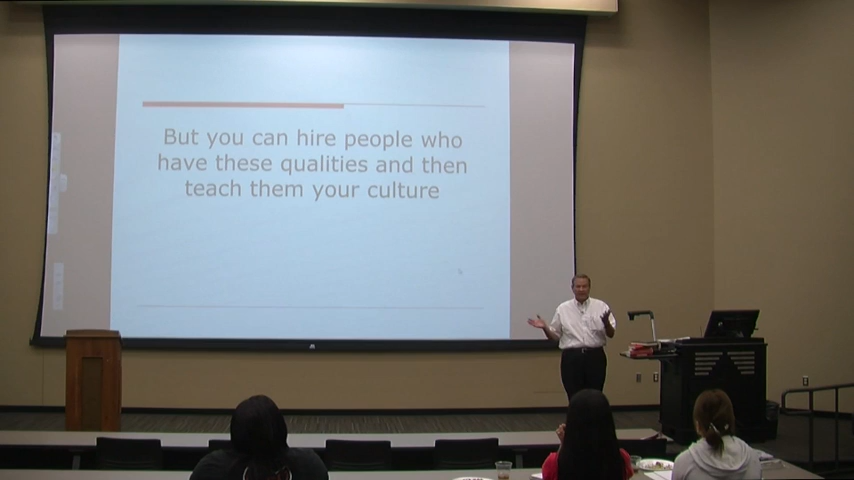 But you can hire people who
have these qualities and then
teach them your culture